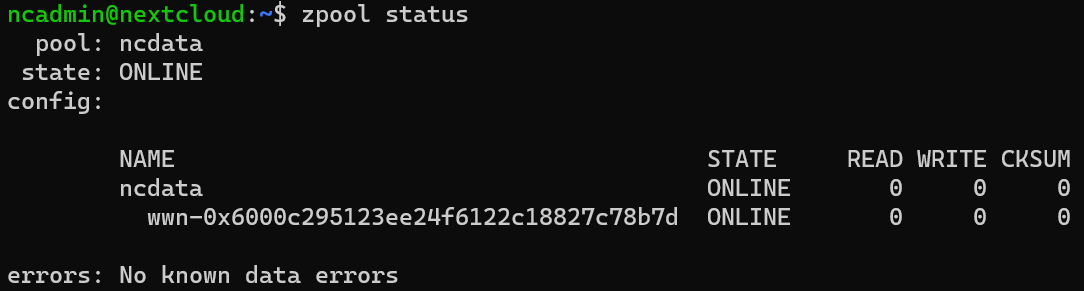 ncadmin@nextcloud:~$ zpool status
  pool: ncdata
 state: ONLINE
config:

        NAME                                      STATE     READ WRITE CKSUM
        ncdata                                    ONLINE       0     0     0
          wwn-0x6000c295123ee24f6122c18827c78b7d  ONLINE       0     0     0

errors: No known data errors